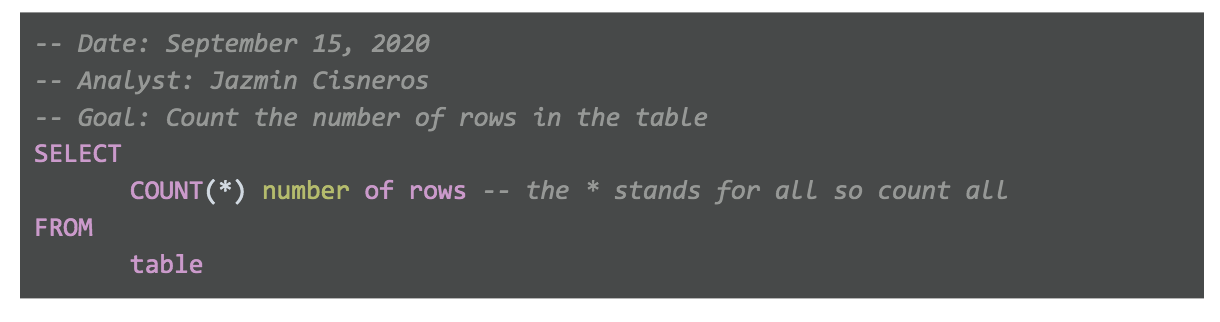 -- Date: September 15, 2020
-- Analyst: Jazmin Cisneros
-- Goal: Count the number of rows in the table
SELECT
COUNT(*) number of rows -- the * stands for all so count all
FROM
table